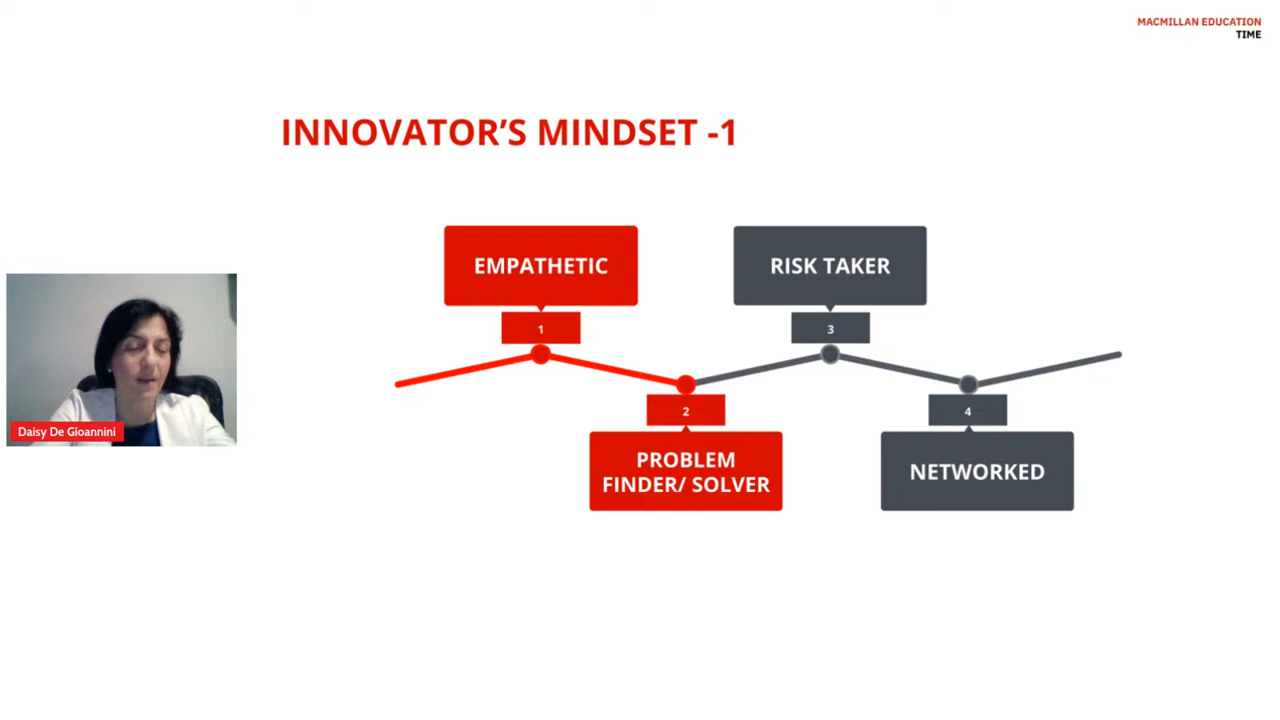 MACMILLAN EDUCATION
TIME
INNOVATOR’S MINDSET -1
EMPATHETIC
1
RISK TAKER
3
2
PROBLEM
FINDER/ SOLVER
4
NETWORKED
Daisy De Gioannini